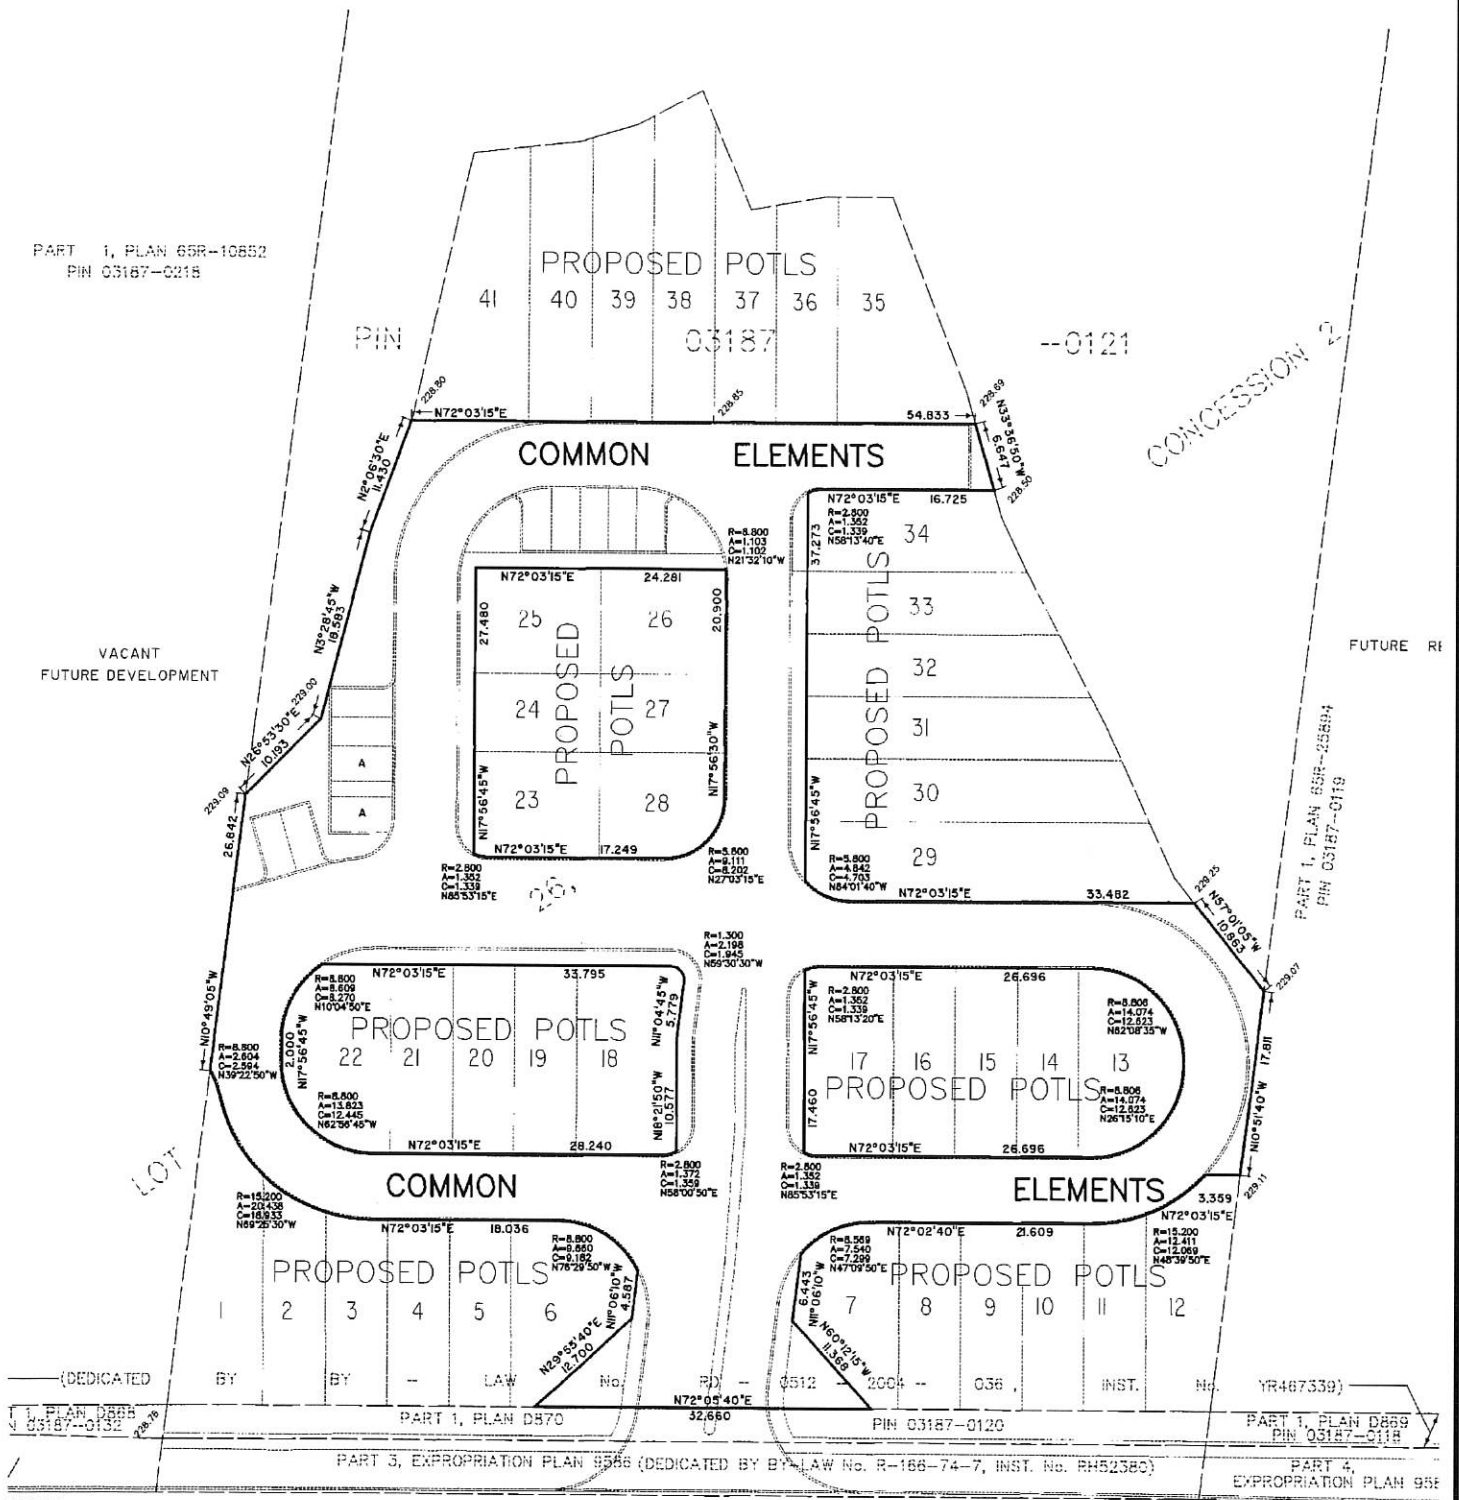 PART 1, PLAN 65R-10852
PIN 03187-0218
PROPOSED POTLS
41 40 39 38 37 36 35
PIN 03187 --0121
CONCESSION 2
228.80
N72°03'15"E
228.85
54.833
228.69
N33°36'50"W
6.647
228.50
COMMON ELEMENTS
N2°06'30"E
11.430
N72°03'15"E 16.725
R=2.800
A=1.352
C=1.339
N58°13'40"E
34
37.273
R=8.800
A=1.103
C=1.102
N21°32'10"W
N72°03'15"E 24.281
25 26
27.480
20.900
PROPOSED
POTLS
33
PROPOSED POTLS
N3°28'45"W
18.593
VACANT
FUTURE DEVELOPMENT
FUTURE RE
32
24 27
31
229.00
N26°53'30"E
10.193
N17°56'30"W
PART 1, PLAN 65R-25894
PIN 03187-0119
A
A
30
23 28
N17°56'45"W
N17°56'45"W
229.09
26.842
N72°03'15"E 17.249
29
R=2.800
A=1.352
C=1.339
N85°53'15"E
R=5.800
A=9.111
C=8.202
N27°03'15"E
R=5.800
A=4.842
C=4.703
N84°01'40"W
N72°03'15"E 33.482
229.25
N57°01'05"W
10.863
26,
R=1.300
A=2.198
C=1.945
N59°30'30"W
N10°49'05"W
N72°03'15"E 33.795
N72°03'15"E 26.696
229.07
R=8.800
A=8.609
C=8.270
N10°04'50"E
N11°04'45"W
5.779
N17°56'45"W
R=2.800
A=1.352
C=1.339
N58°13'20"E
R=8.806
A=14.074
C=12.623
N62°08'35"W
PROPOSED POTLS
2.000
N17°56'45"W
22 21 20 19 18
17 16 15 14 13
17.811
R=8.800
A=2.604
C=2.594
N39°22'50"W
PROPOSED POTLS
R=8.800
A=13.823
C=12.445
N62°56'45"W
N18°21'50"W
10.577
17.460
R=8.806
A=14.074
C=12.623
N26°15'10"E
N10°51'40"W
N72°03'15"E 28.240
N72°03'15"E 26.696
LOT
COMMON
R=2.800
A=1.372
C=1.359
N58°00'50"E
R=2.800
A=1.352
C=1.339
N85°53'15"E
ELEMENTS
229.11
3.359
N72°03'15"E
R=15.200
A=20.438
C=18.933
N69°25'30"W
N72°03'15"E 18.036
N72°02'40"E 21.609
R=8.800
A=9.660
C=9.182
N76°29'50"W
R=8.569
A=7.540
C=7.299
N47°09'50"E
R=15.200
A=12.411
C=12.069
N48°39'50"E
PROPOSED POTLS
PROPOSED POTLS
N11°06'10"W
4.587
6.443
N11°06'10"W
1 2 3 4 5 6
7 8 9 10 11 12
N29°55'40"E
12.700
N60°12'15"W
11.368
(DEDICATED BY BY - LAW No. RD - 0512 - 2004 - 036 , INST. No. YR467339)
N72°05'40"E
32.660
T 1, PLAN D868
N 03187-0132
228.76
PART 1, PLAN D870
PIN 03187-0120
PART 1, PLAN D869
PIN 03187-0118
PART 3, EXPROPRIATION PLAN 9586 (DEDICATED BY BY-LAW No. R-166-74-7, INST. No. RH52380)
PART 4,
EXPROPRIATION PLAN 958